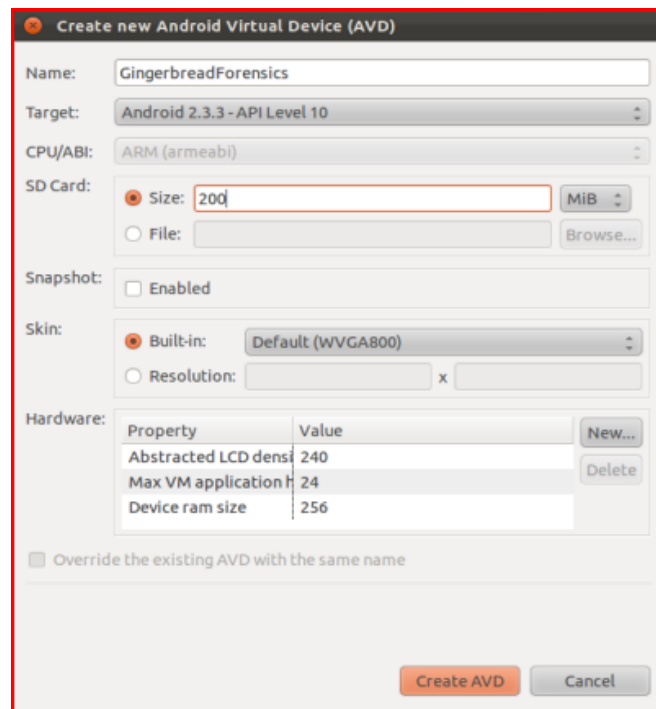 Create new Android Virtual Device (AVD)
Name: GingerbreadForensics
Target: Android 2.3.3 - API Level 10
CPU/ABI: ARM (armeabi)
SD Card:
Size: 200 MiB
File: Browse...
Snapshot:
Enabled
Skin:
Built-in: Default (WVGA800)
Resolution: x
Hardware:
Property Value New...
Abstracted LCD densi 240
Delete
Max VM application h 24
Device ram size 256
Override the existing AVD with the same name
Create AVD Cancel